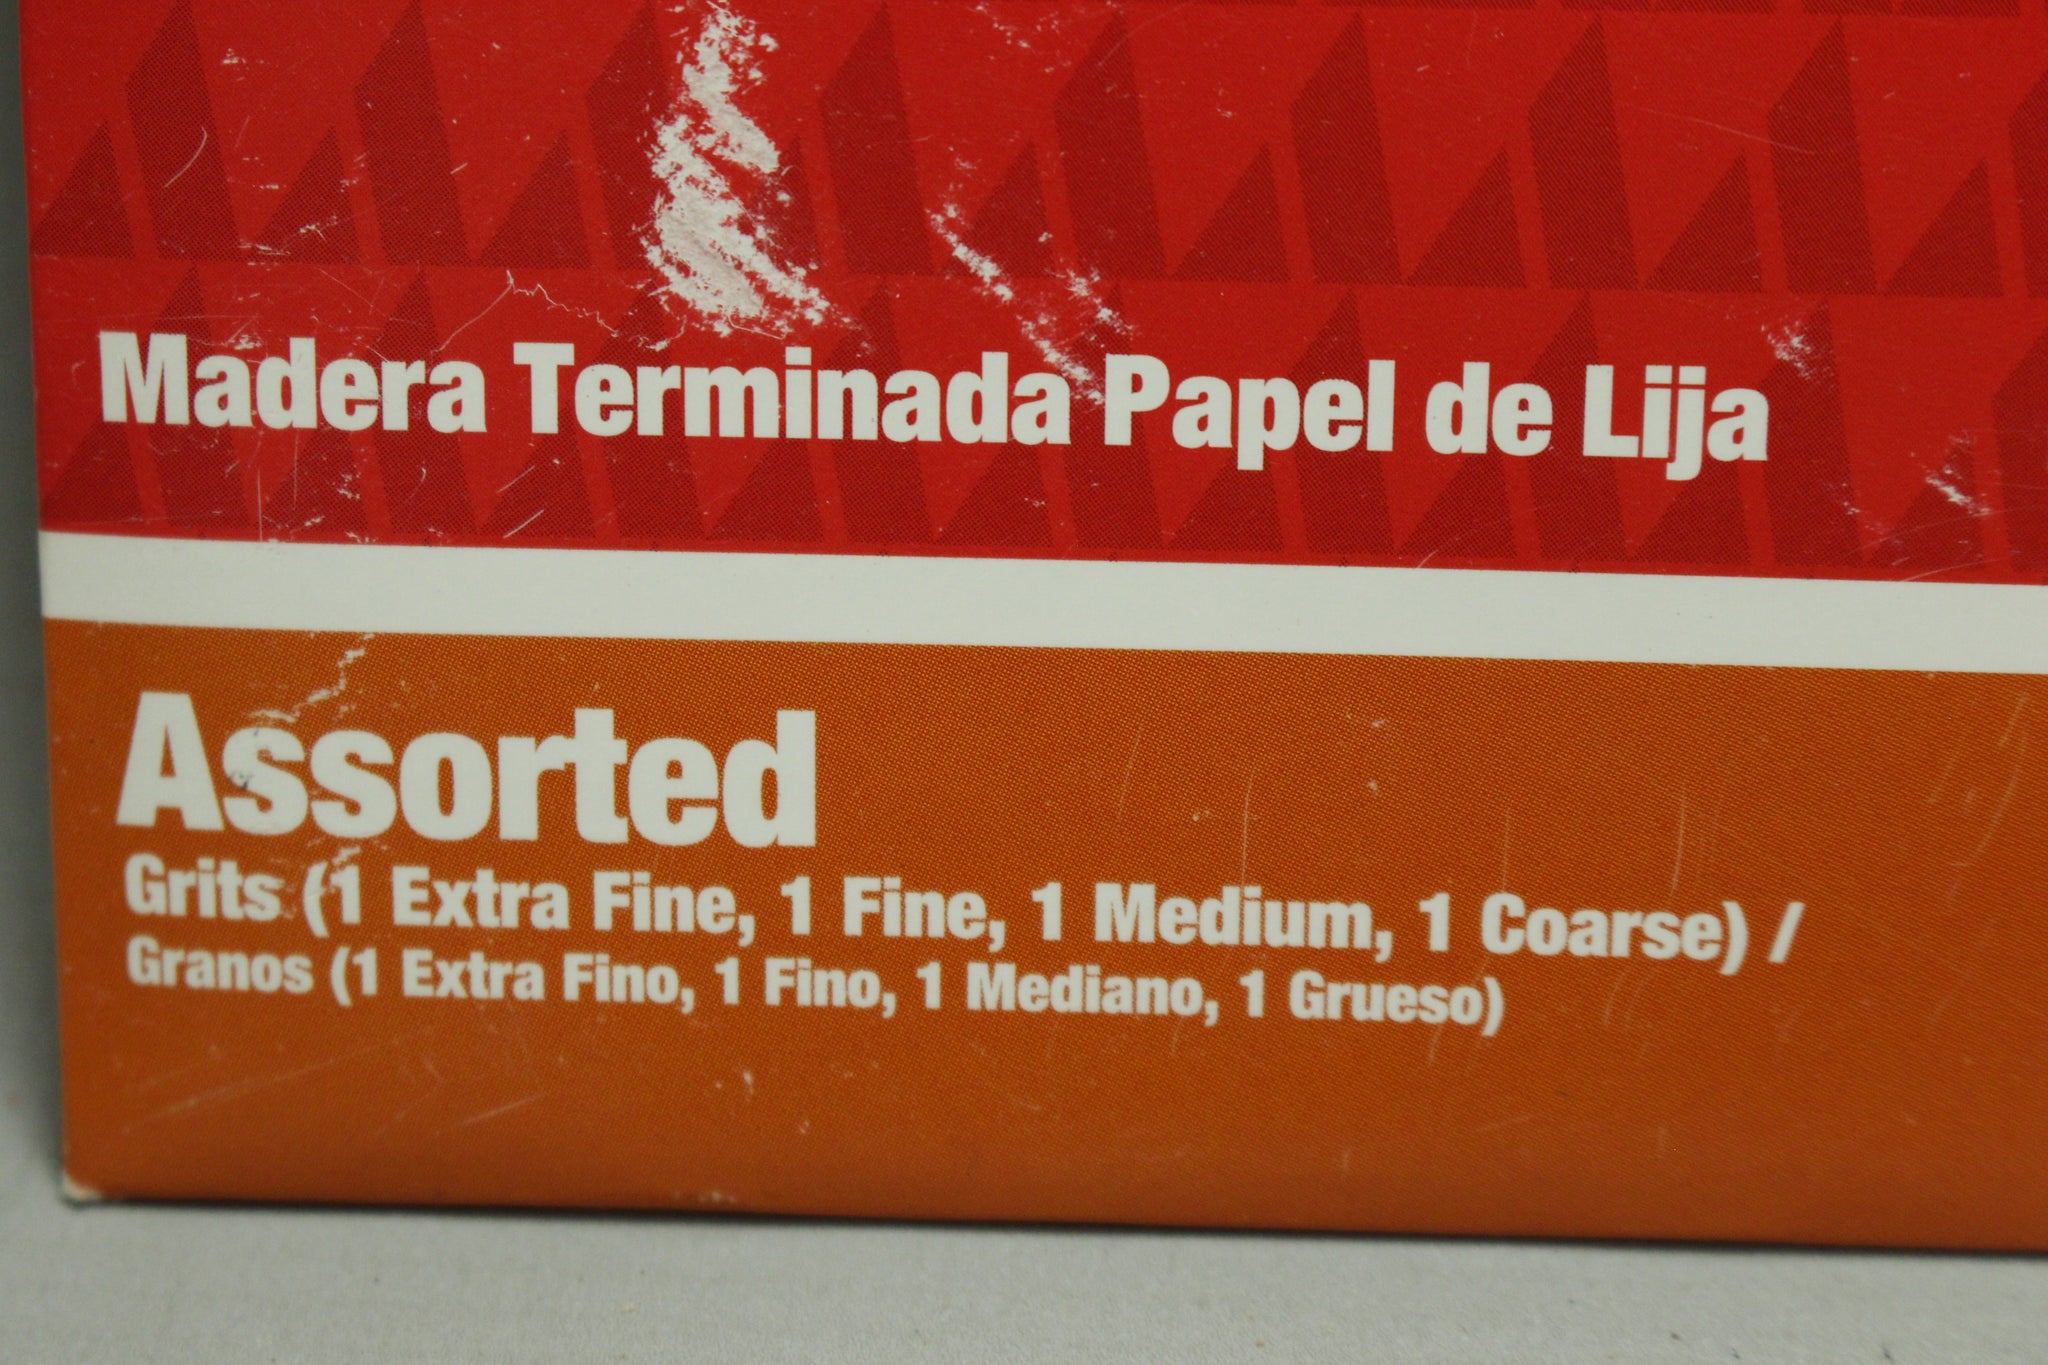 Madera Terminada Papel de Lija
Assorted
Grits (1 Extra Fine, 1 Fine, 1 Medium, 1 Coarse) /
Granos (1 Extra Fino, 1 Fino, 1 Mediano, 1 Grueso)